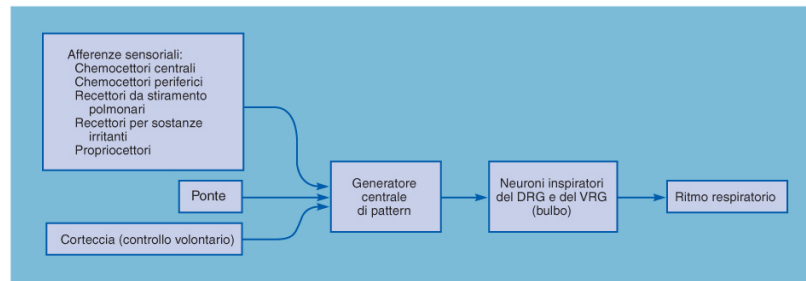 Afferenze sensoriali:
Chemocettori centrali
Chemocettori periferici
Recettori da stiramento
polmonari
Recettori per sostanze
irritanti
Propriocettori
Ponte
Corteccia (controllo volontario)
Generatore
centrale
di pattern
Neuroni inspiratori
del DRG e del VRG
(bulbo)
Ritmo respiratorio